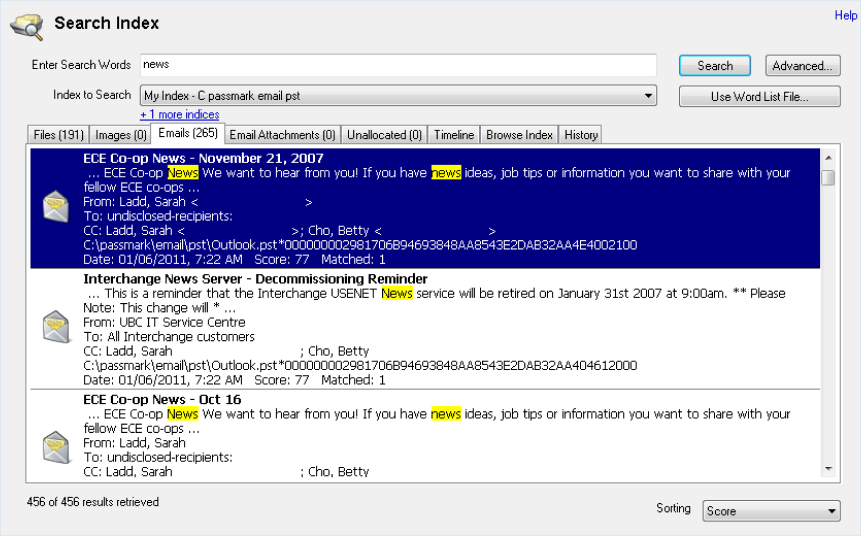 Help
Search Index
Enter Search Words news Search Advanced...
Index to Search My Index - C passmark email pst Use Word List File...
+ 1 more indices
Files (191) Images (0) Emails (265) Email Attachments (0) Unallocated (0) Timeline Browse Index History
ECE Co-op News - November 21, 2007
... ECE Co-op News We want to hear from you! If you have news ideas, job tips or information you want to share with your
fellow ECE co-ops ...
From: Ladd, Sarah < >
To: undisclosed-recipients:
CC: Ladd, Sarah < >; Cho, Betty < >
C:\passmark\email\pst\Outlook.pst*000000002981706B94693848AA8543E2DAB32AA4E4002100
Date: 01/06/2011, 7:22 AM Score: 77 Matched: 1
Interchange News Server - Decommissioning Reminder
... This is a reminder that the Interchange USENET News service will be retired on January 31st 2007 at 9:00am. ** Please
Note: This change will * ...
From: UBC IT Service Centre
To: All Interchange customers
CC: Ladd, Sarah ; Cho, Betty
C:\passmark\email\pst\Outlook.pst*000000002981706B94693848AA8543E2DAB32AA404612000
Date: 01/06/2011, 7:22 AM Score: 77 Matched: 1
ECE Co-op News - Oct 16
... ECE Co-op News We want to hear from you! If you have news ideas, job tips or information you want to share with your
fellow ECE co-ops ...
From: Ladd, Sarah
To: undisclosed-recipients:
CC: Ladd, Sarah ; Cho, Betty
456 of 456 results retrieved
Sorting Score